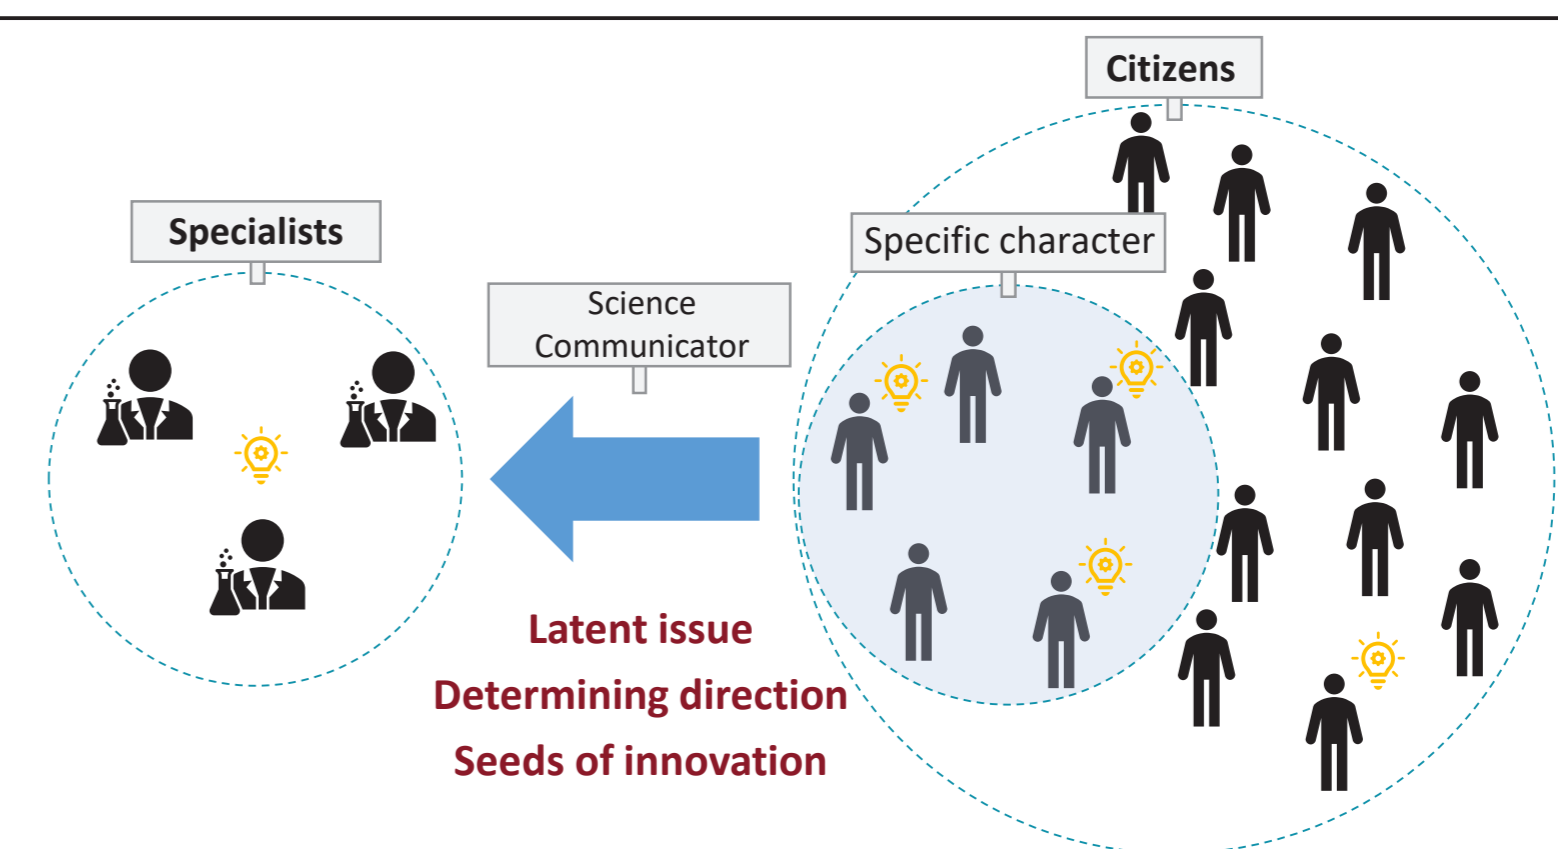 Citizens
Specialists
Specific character
Science
Communicator
Latent issue
Determining direction
Seeds of innovation